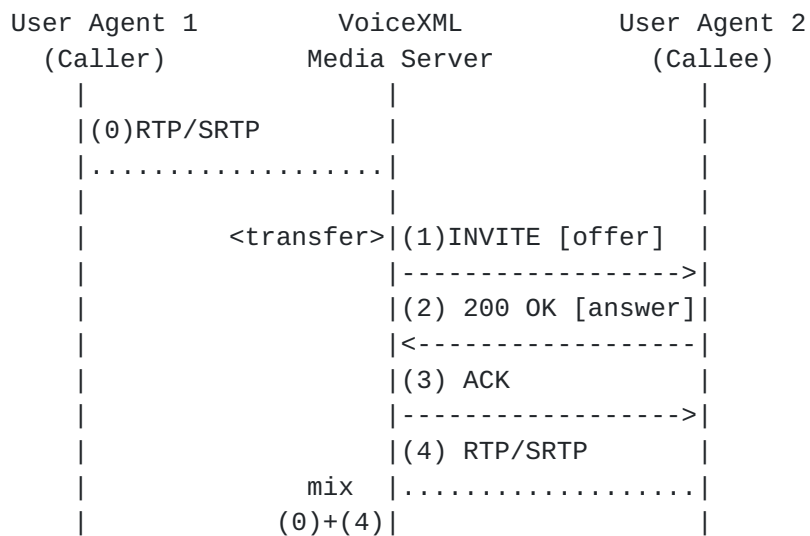 User Agent 1          VoiceXML          User Agent 2
  (Caller)         Media Server          (Callee)
    |                   |                   |
    |(0)RTP/SRTP        |                   |
    |...................|                   |
    |                   |                   |
    |         <transfer>|(1)INVITE [offer]  |
    |                   |------------------>|
    |                   |(2) 200 OK [answer]|
    |                   |<------------------|
    |                   |(3) ACK            |
    |                   |------------------>|
    |                   |(4) RTP/SRTP       |
    |              mix  |...................|
    |            (0)+(4)|                   |